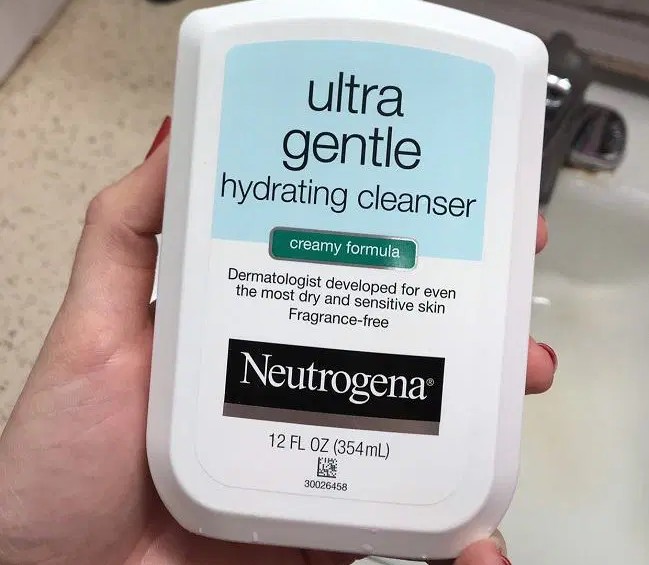 ultra
gentle
hydrating cleanser
creamy formula
Dermatologist developed for even
the most dry and sensitive skin
Fragrance-free
Neutrogena®
12 FL OZ (354mL)
30026458